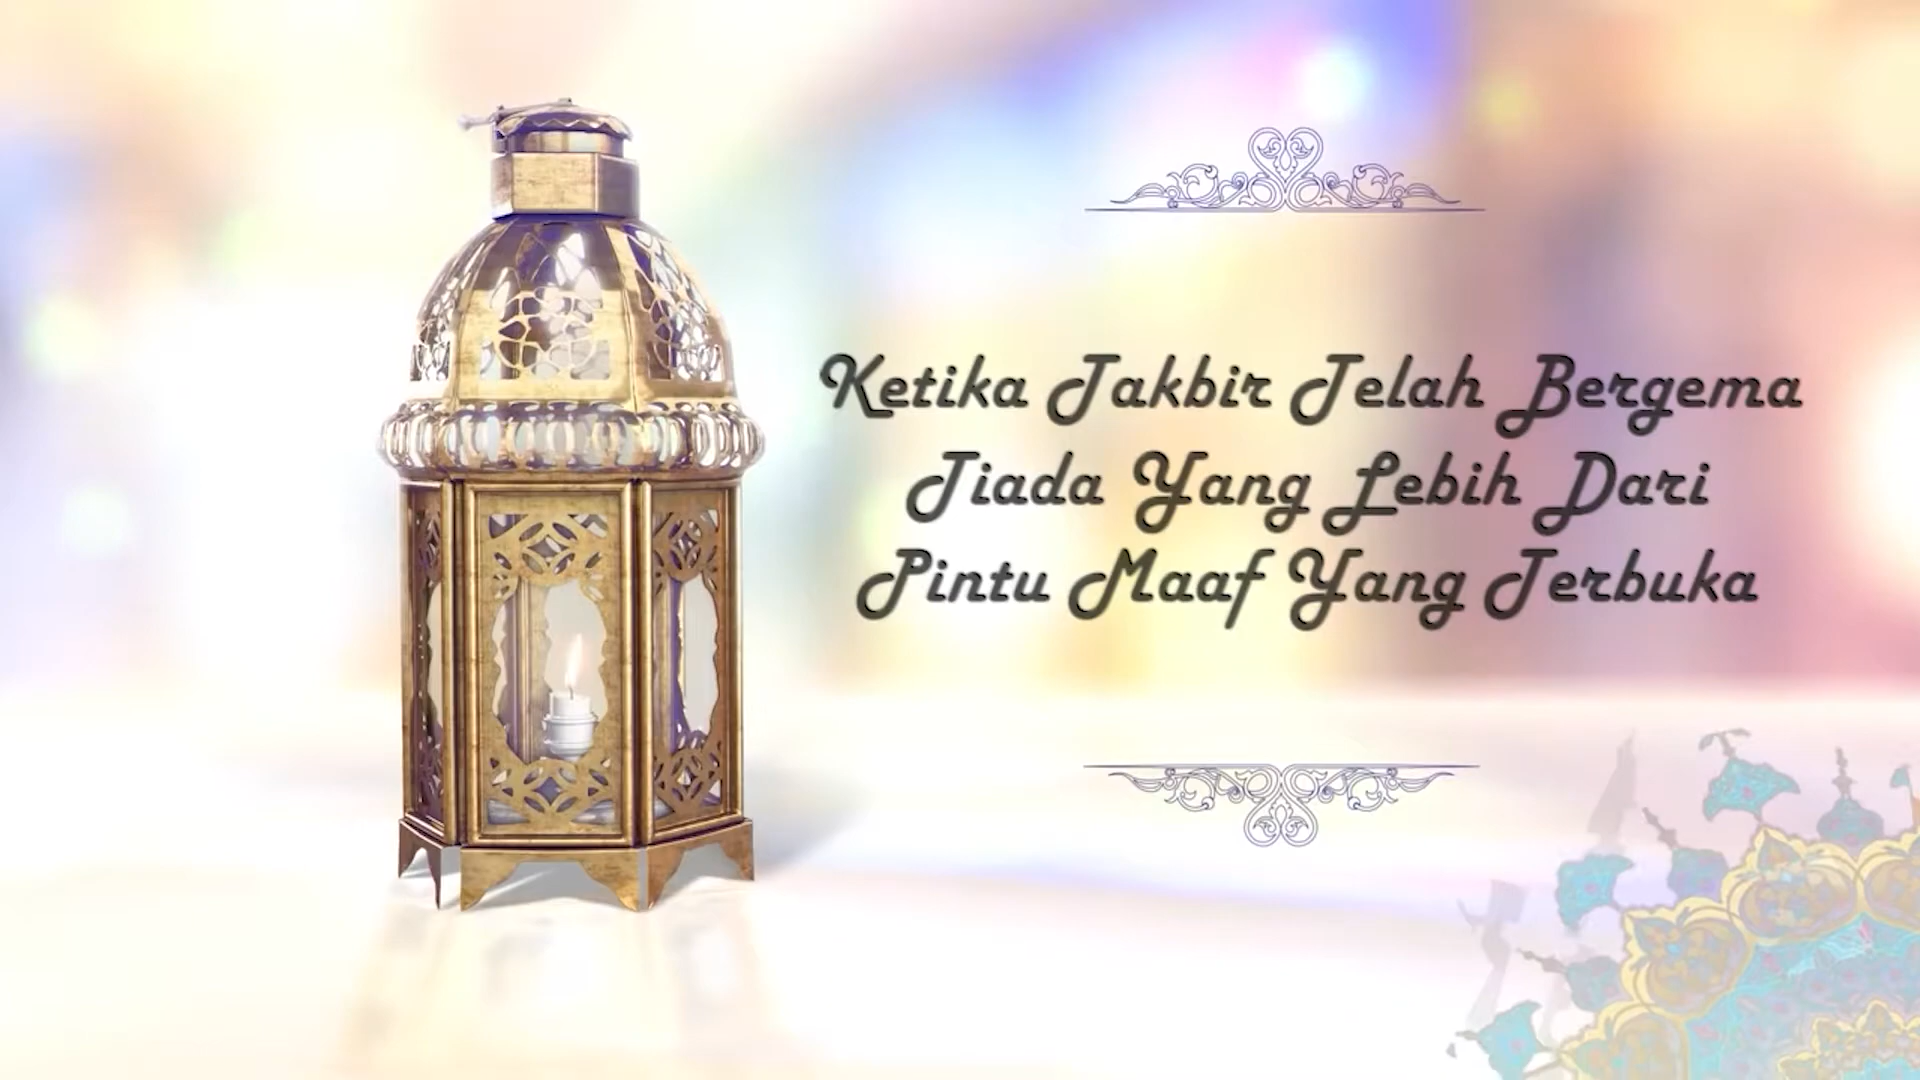 Ketika Takbir Telah Bergema
Tiada Yang Lebih Dari
Pintu Maaf Yang Terbuka